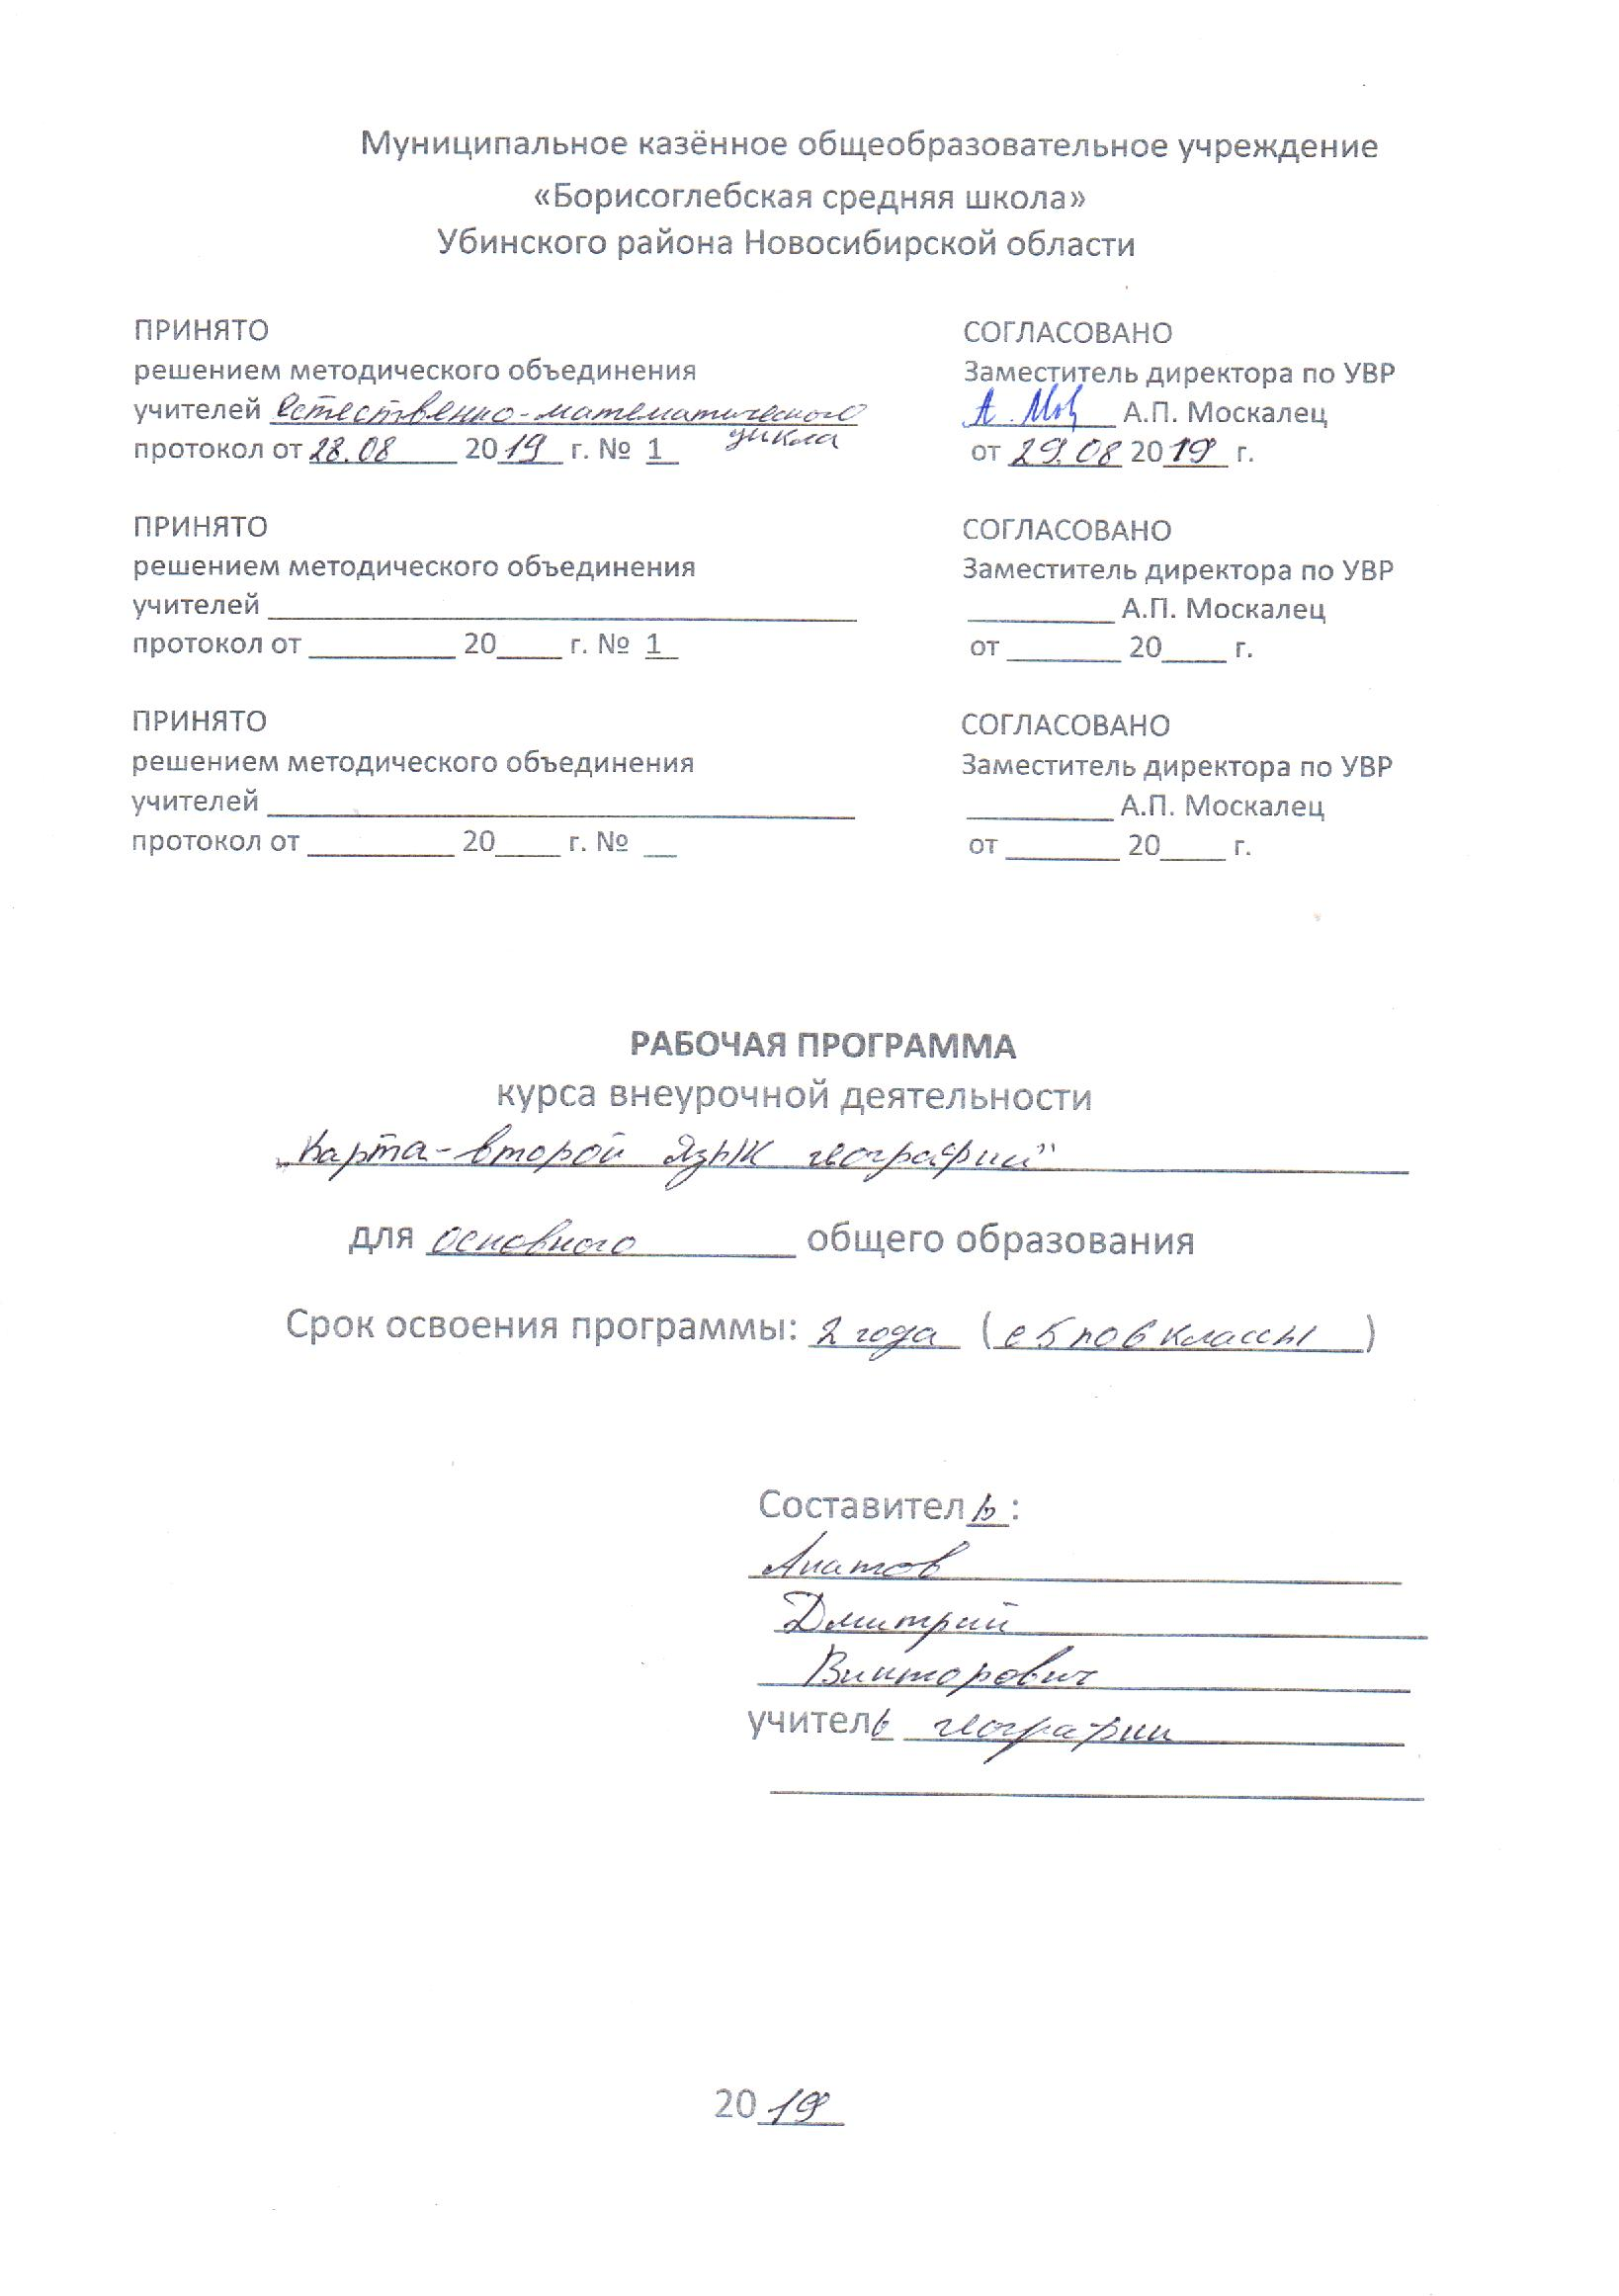 Муниципальное казённое общеобразовательное учреждение
«Борисоглебская средняя школа»
Убинского района Новосибирской области
ПРИНЯТО
решением методического объединения
учителей естественно-математического
цикла
протокол от 28.08 2019 г. № 1
СОГЛАСОВАНО
Заместитель директора по УВР
А.П. Москалец
от 29.08 2019 г.
ПРИНЯТО
решением методического объединения
учителей
протокол от 20 г. № 1
СОГЛАСОВАНО
Заместитель директора по УВР
А.П. Москалец
от 20 г.
ПРИНЯТО
решением методического объединения
учителей
протокол от 20 г. №
СОГЛАСОВАНО
Заместитель директора по УВР
А.П. Москалец
от 20 г.
РАБОЧАЯ ПРОГРАММА
курса внеурочной деятельности
„Карта-второй язык географии"
для основного общего образования
Срок освоения программы: 2 года (с 5 по 6 классы)
Составитель:
Дмитрий
Викторович
учитель географии
2019